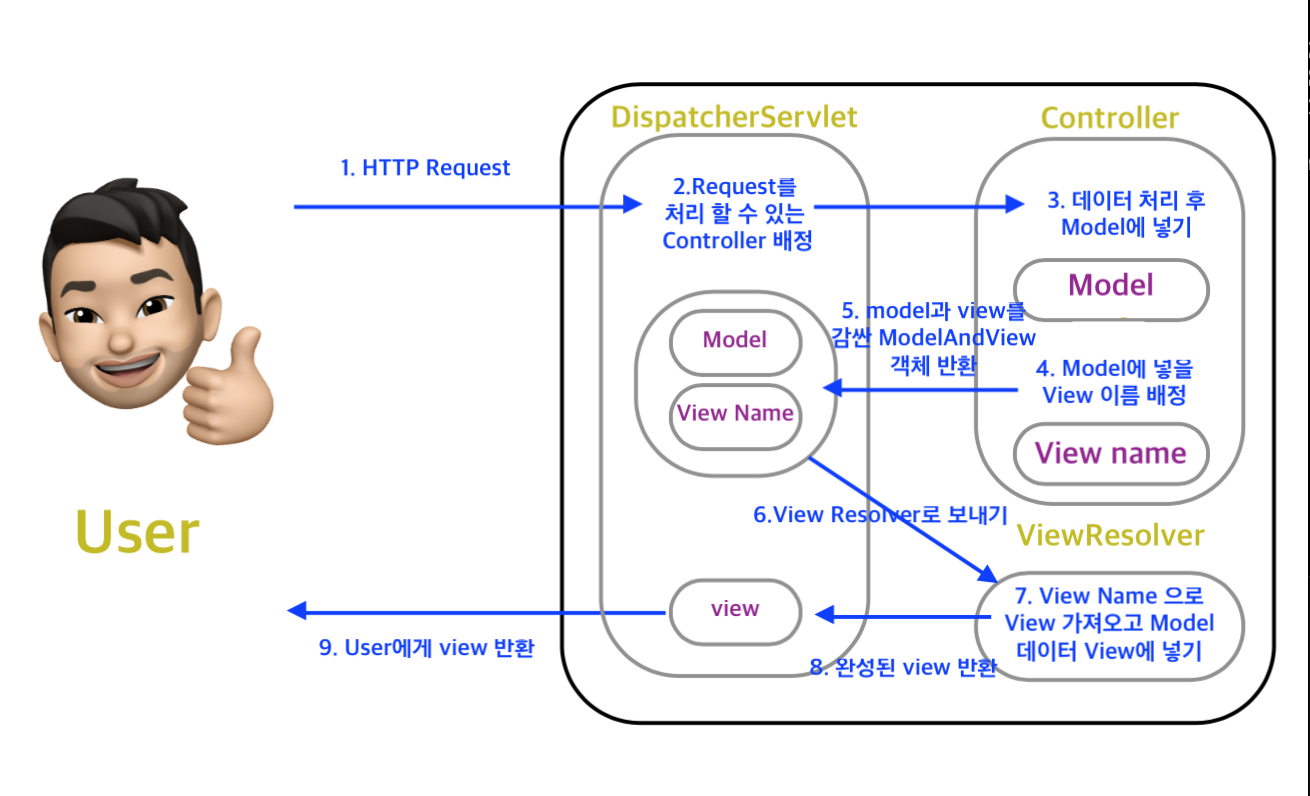 DispatcherServlet
Controller
1. HTTP Request
2.Request를
처리 할 수 있는
Controller 배정
3. 데이터 처리 후
Model에 넣기
Model
5. model과 view를
감싼 ModelAndView
객체 반환
Model
View Name
4. Model에 넣을
View 이름 배정
View name
User
6.View Resolver로 보내기
ViewResolver
7. View Name 으로
View 가져오고 Model
데이터 View에 넣기
view
8. 완성된 view 반환
9. User에게 view 반환